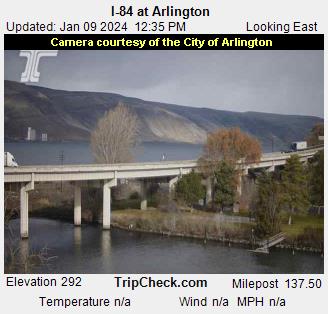 I-84 at Arlington
Updated: Jan 09 2024 12:35 PM Looking East
Camera courtesy of the City of Arlington
Elevation 292 TripCheck.com Milepost 137.50
Temperature n/a Wind n/a MPH n/a